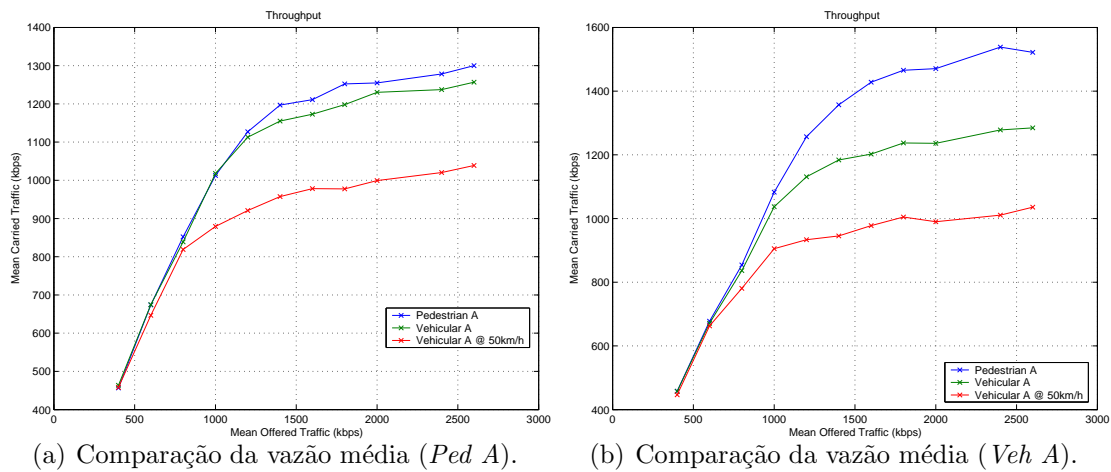 Throughput
1400
1300
1200
1100
1000
900
800
700
600
500
400
Mean Carried Traffic (kbps)
Pedestrian A
Vehicular A
Vehicular A @ 50km/h
0 500 1000 1500 2000 2500 3000
Mean Offered Traffic (kbps)
(a) Comparação da vazão média (Ped A).
Throughput
1600
1400
1200
1000
800
600
400
Mean Carried Traffic (kbps)
Pedestrian A
Vehicular A
Vehicular A @ 50km/h
0 500 1000 1500 2000 2500 3000
Mean Offered Traffic (kbps)
(b) Comparação da vazão média (Veh A).